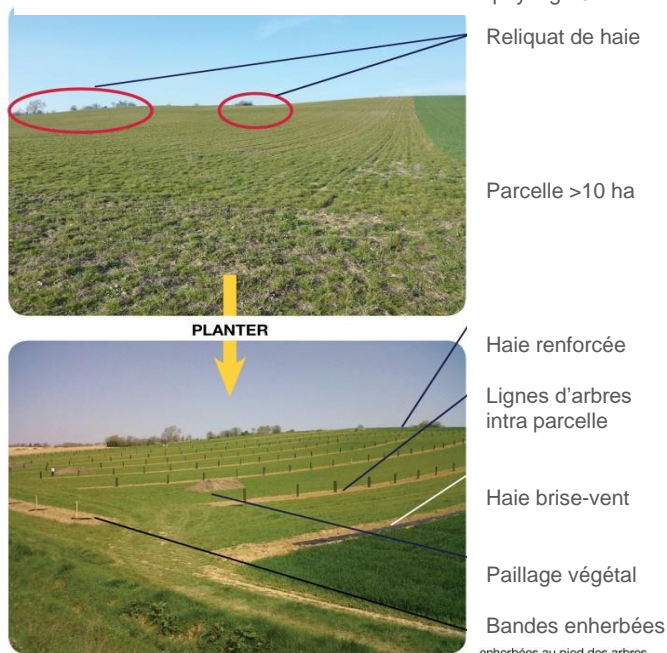 Reliquat de haie
Parcelle >10 ha
PLANTER
Haie renforcée
Lignes d'arbres
intra parcelle
Haie brise-vent
Paillage végétal
Bandes enherbées
enherbées au pied des arbres